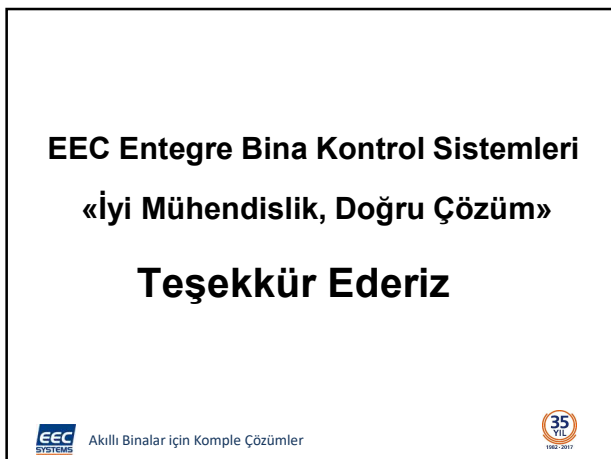 EEC Entegre Bina Kontrol Sistemleri
«İyi Mühendislik, Doğru Çözüm»
Teşekkür Ederiz
EEC
SYSTEMS
Akıllı Binalar için Komple Çözümler
35
YIL
1982 - 2017